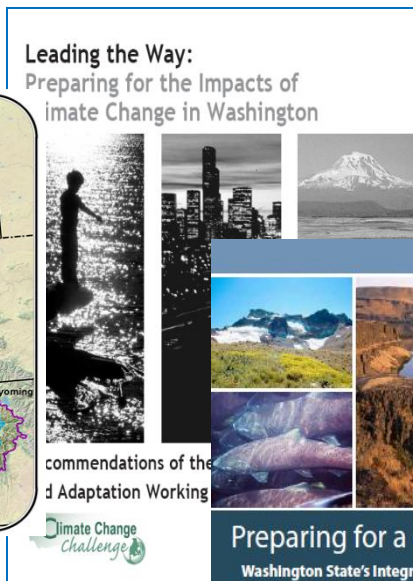 Leading the Way:
Preparing for the Impacts of
limate Change in Washington
yoming
commendations of the
d Adaptation Working
Climate Change
Challenge
Preparing for a
Washington State's Integr